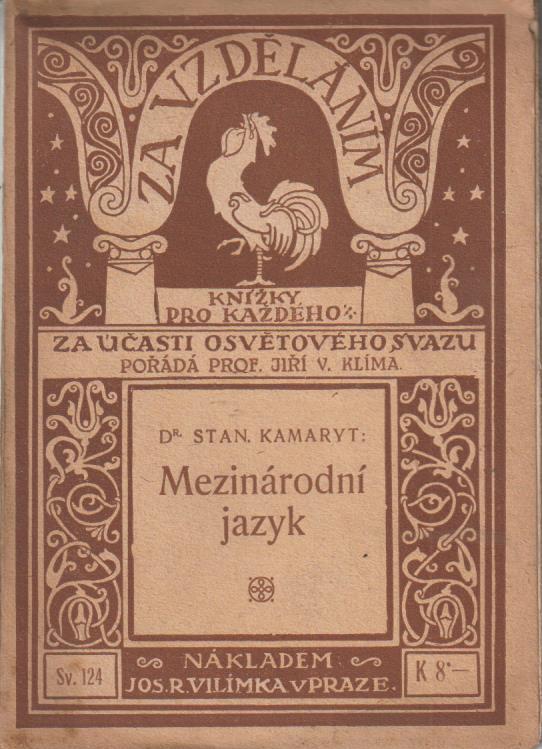 ZA VZDĚLÁNÍM
KNÍŽKY
PRO KAŽDÉHO
ZA ÚČASTI OSVĚTOVÉHO SVAZU
POŘÁDÁ PROF. JIŘÍ V. KLÍMA.
DR. STAN. KAMARYT:
Mezinárodní
jazyk
NÁKLADEM
JOS. R. VILÍMKA V PRAZE.
Sv. 124
K 8·—